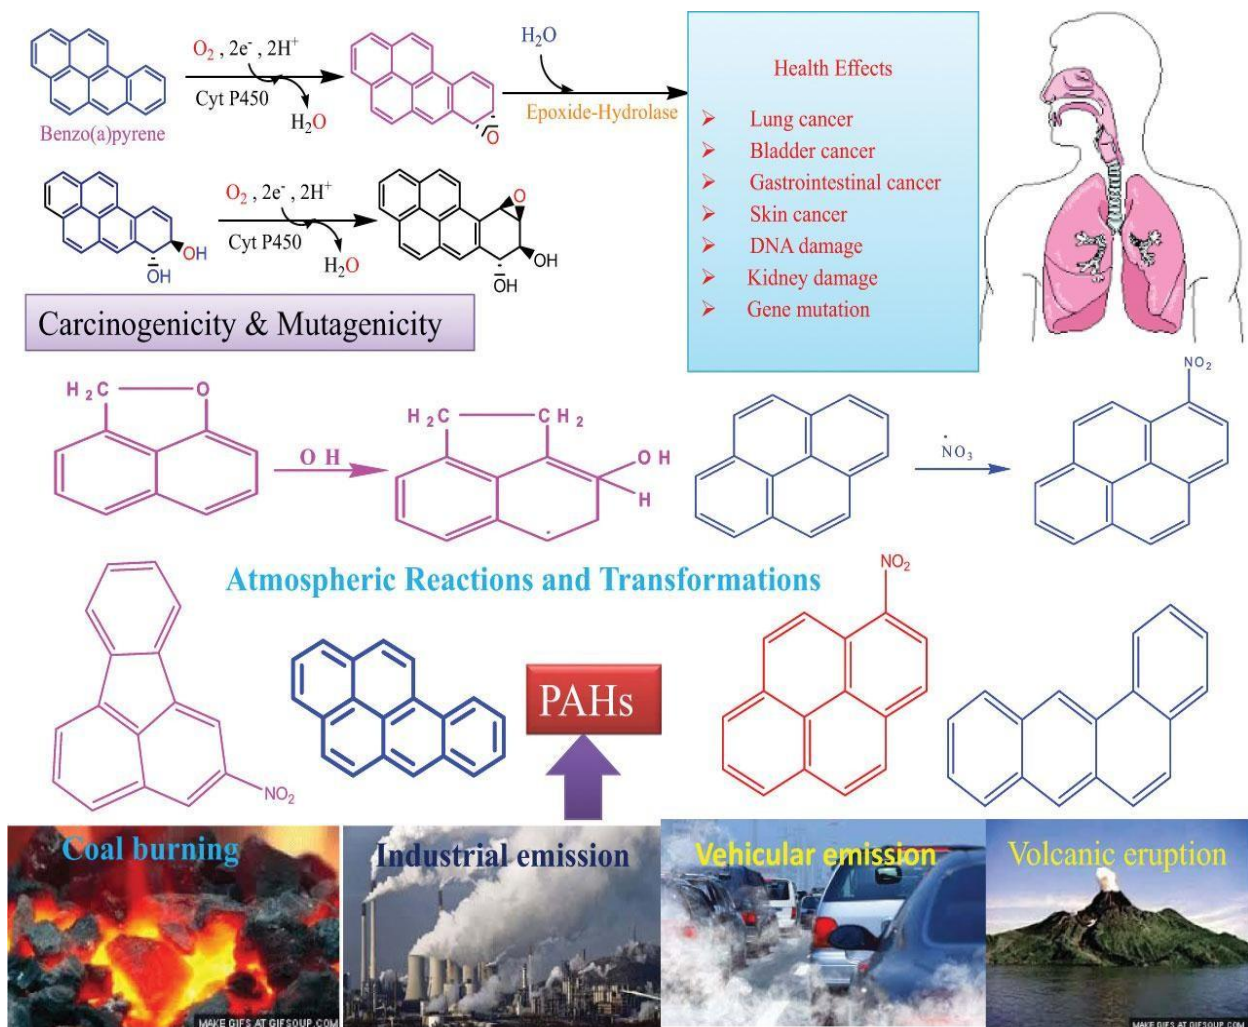 O2 , 2e- , 2H+
Cyt P450
H2O
Benzo(a)pyrene
O
H2O
Epoxide-Hydrolase
Health Effects
➢ Lung cancer
➢ Bladder cancer
➢ Gastrointestinal cancer
➢ Skin cancer
➢ DNA damage
➢ Kidney damage
➢ Gene mutation
O2 , 2e- , 2H+
Cyt P450
H2O
OH
OH
O
OH
OH
Carcinogenicity & Mutagenicity
H2C
O
O H
H2C
CH2
OH
H
·NO3
NO2
Atmospheric Reactions and Transformations
NO2
PAHs
NO2
Coal burning
Industrial emission
Vehicular emission
Volcanic eruption
MAKE GIFS AT GIFSOUP.COM
MAKE GIFS AT GIFSOUP.COM